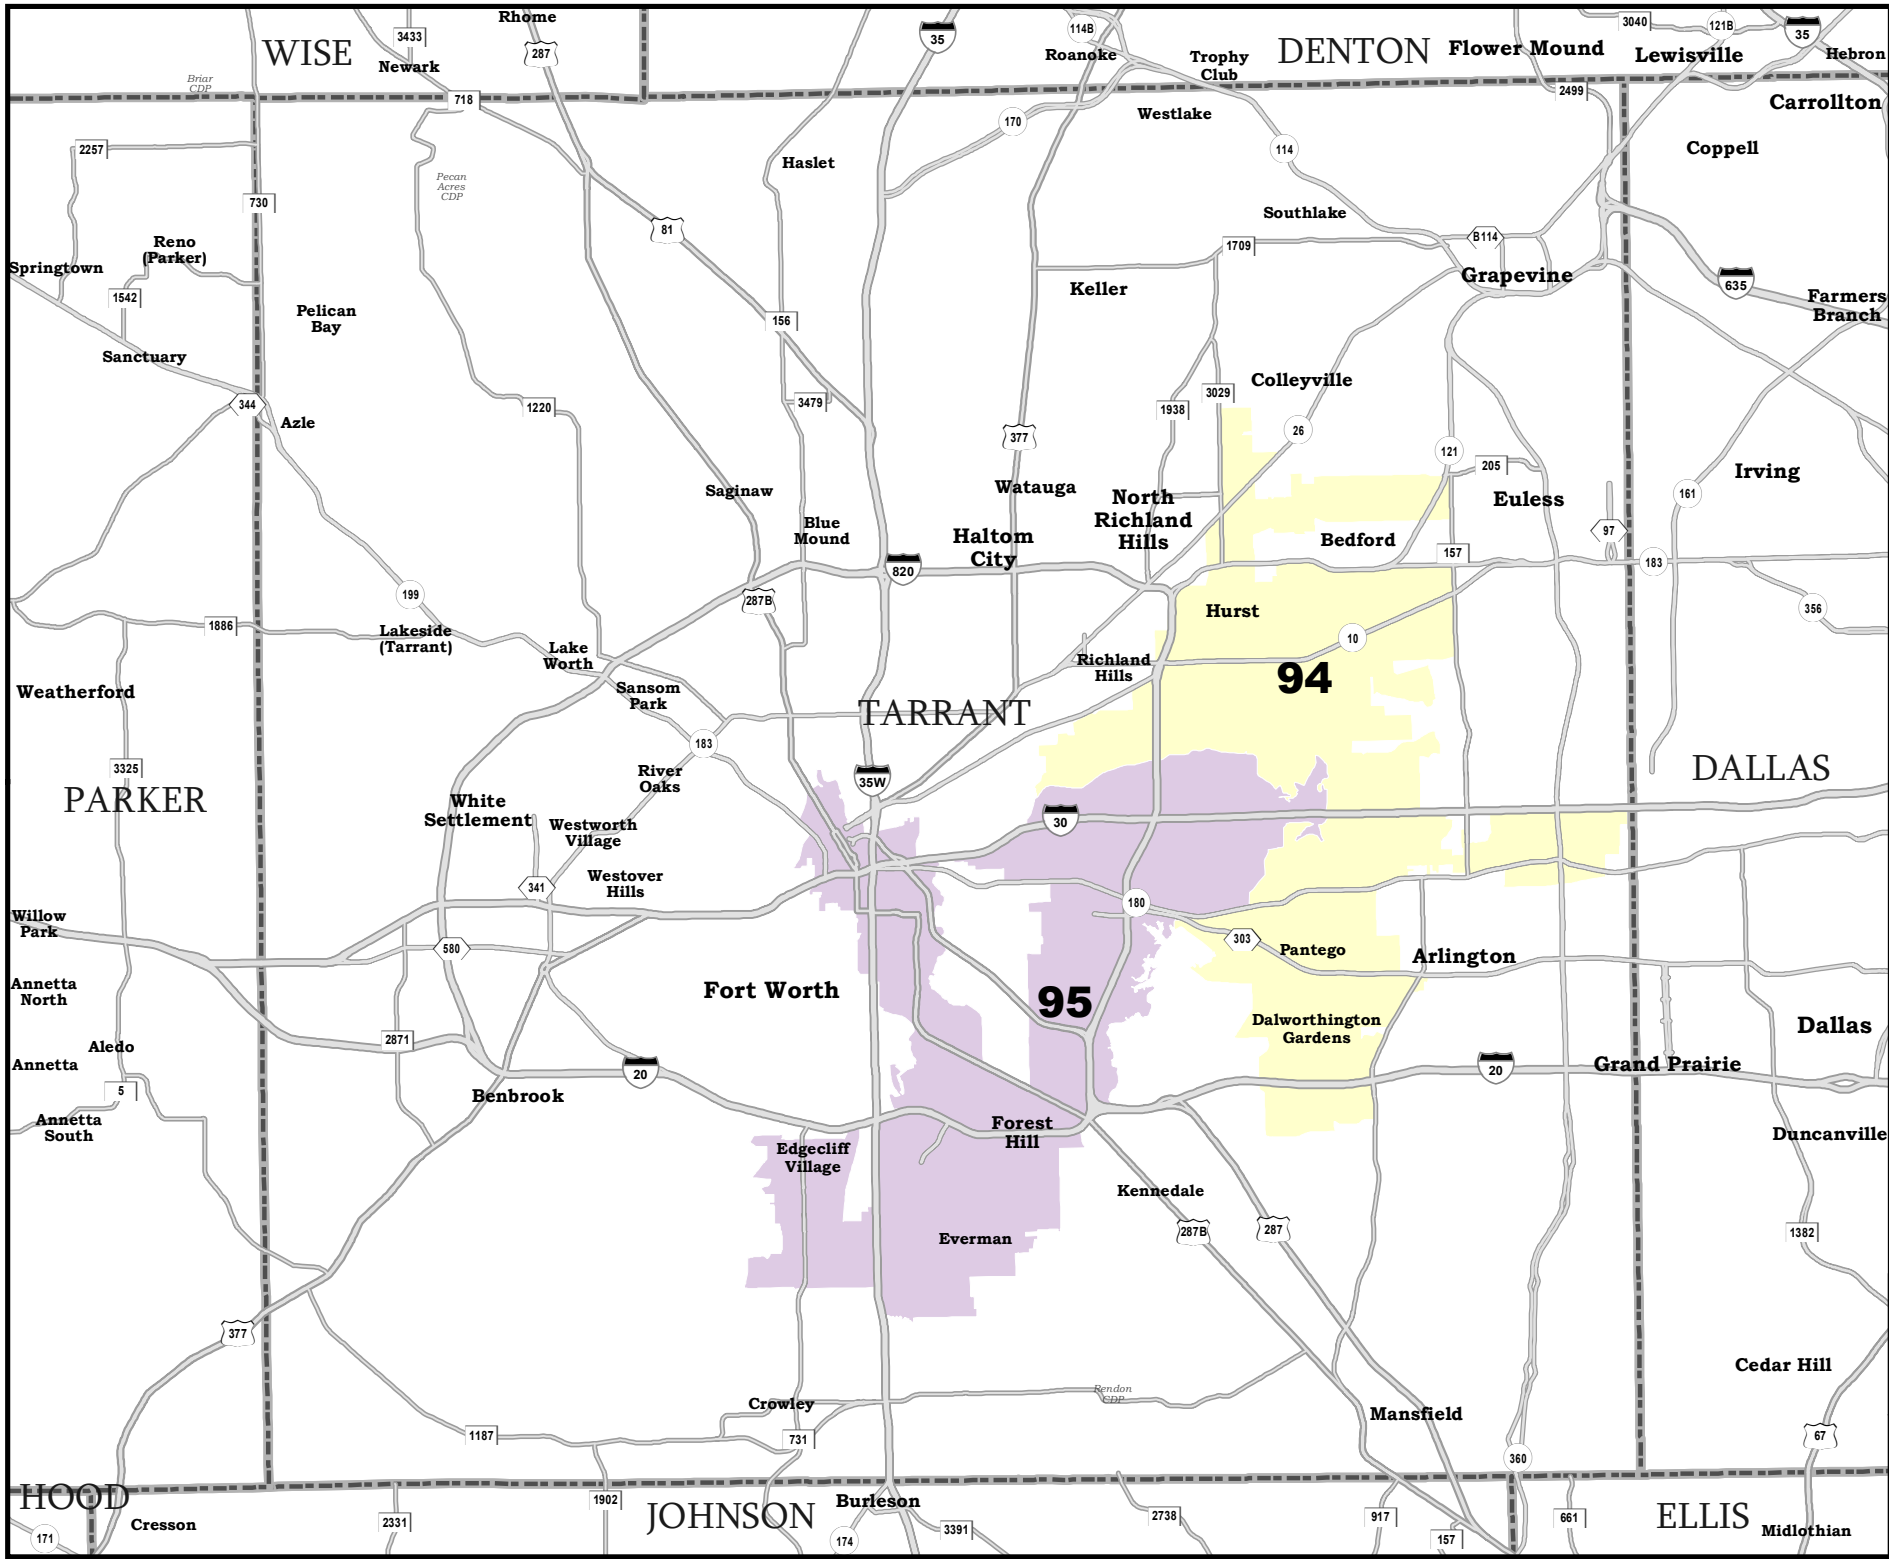 Rhome
WISE
3433
Newark
287
35
114B
Roanoke
Trophy
Club
DENTON
Flower Mound
3040
121B
Lewisville
35
Hebron
Briar
CDP
718
2499
Carrollton
170
Westlake
114
Coppell
2257
Haslet
Pecan
Acres
CDP
730
81
Southlake
B114
1709
Reno
(Parker)
Springtown
1542
Grapevine
635
Farmers
Branch
Keller
Pelican
Bay
156
Sanctuary
344
Azle
1220
3479
377
1938
3029
Colleyville
26
121
205
Irving
161
Saginaw
Watauga
North
Richland
Hills
Euless
97
Blue
Mound
Haltom
City
Bedford
157
183
820
287B
199
Hurst
356
1886
Lakeside
(Tarrant)
10
Lake
Worth
Richland
Hills
94
Weatherford
Sansom
Park
TARRANT
183
3325
River
Oaks
35W
DALLAS
PARKER
White
Settlement
Westworth
Village
30
341
Westover
Hills
180
Willow
Park
580
303
Pantego
Arlington
Annetta
North
Fort Worth
95
Dalworthington
Gardens
Dallas
2871
Aledo
Annetta
5
20
20
Grand Prairie
Benbrook
Annetta
South
Forest
Hill
Duncanville
Edgecliff
Village
Kennedale
287B
287
1382
Everman
377
Cedar Hill
Rendon
CDP
Crowley
Mansfield
1187
731
67
360
HOOD
1902
JOHNSON
Burleson
ELLIS
171
Cresson
2331
174
3391
2738
917
157
661
Midlothian